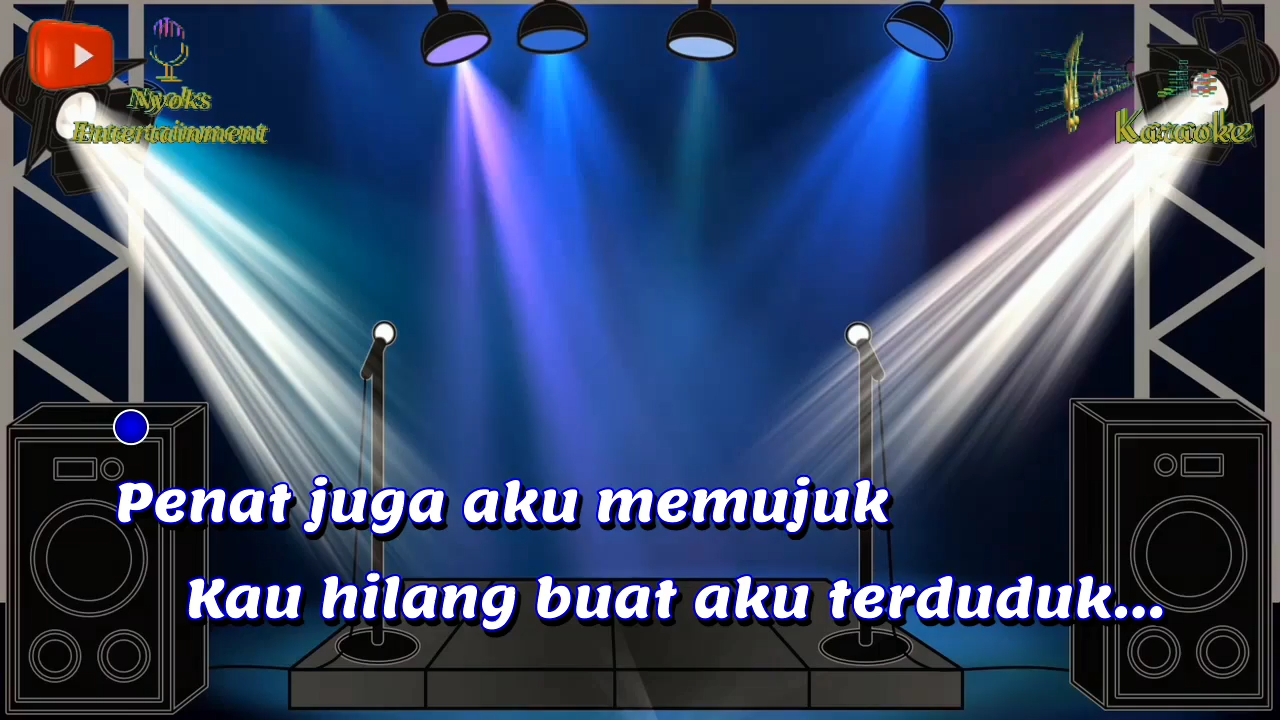 Nyoks
Entertainment
Karaoke
Penat juga aku memujuk
Kau hilang buat aku terduduk...